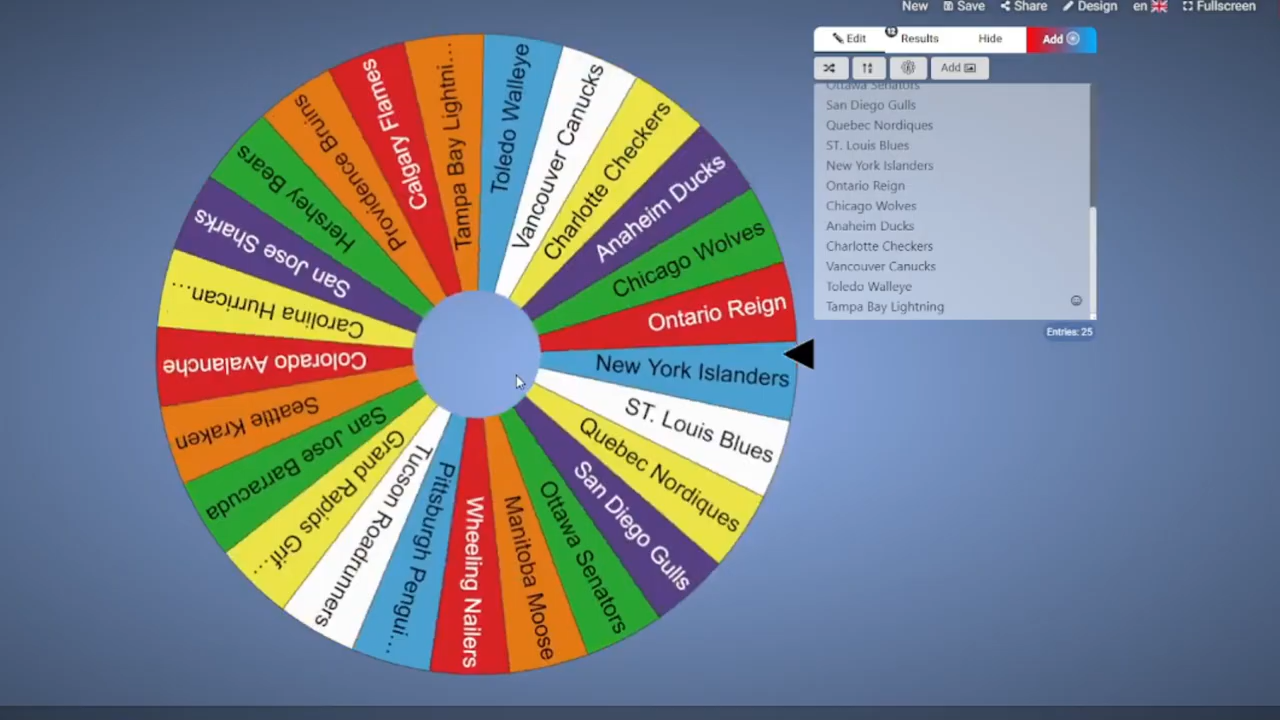 New
Save
Share
Design
en
Fullscreen
Edit
12
Results
Hide
Add
Add
Ottawa Senators
San Diego Gulls
Quebec Nordiques
ST. Louis Blues
New York Islanders
Ontario Reign
Chicago Wolves
Anaheim Ducks
Charlotte Checkers
Vancouver Canucks
Toledo Walleye
Tampa Bay Lightning
Entries: 25
Toledo Walleye
Vancouver Canucks
Charlotte Checkers
Anaheim Ducks
Chicago Wolves
Ontario Reign
New York Islanders
ST. Louis Blues
Quebec Nordiques
San Diego Gulls
Ottawa Senators
Manitoba Moose
Wheeling Nailers
Pittsburgh Pengui...
Tucson Roadrunners
Grand Rapids Grif...
San Jose Barracuda
Seattle Kraken
Colorado Avalanche
Carolina Hurrican...
San Jose Sharks
Hershey Bears
Providence Bruins
Calgary Flames
Tampa Bay Lightni...